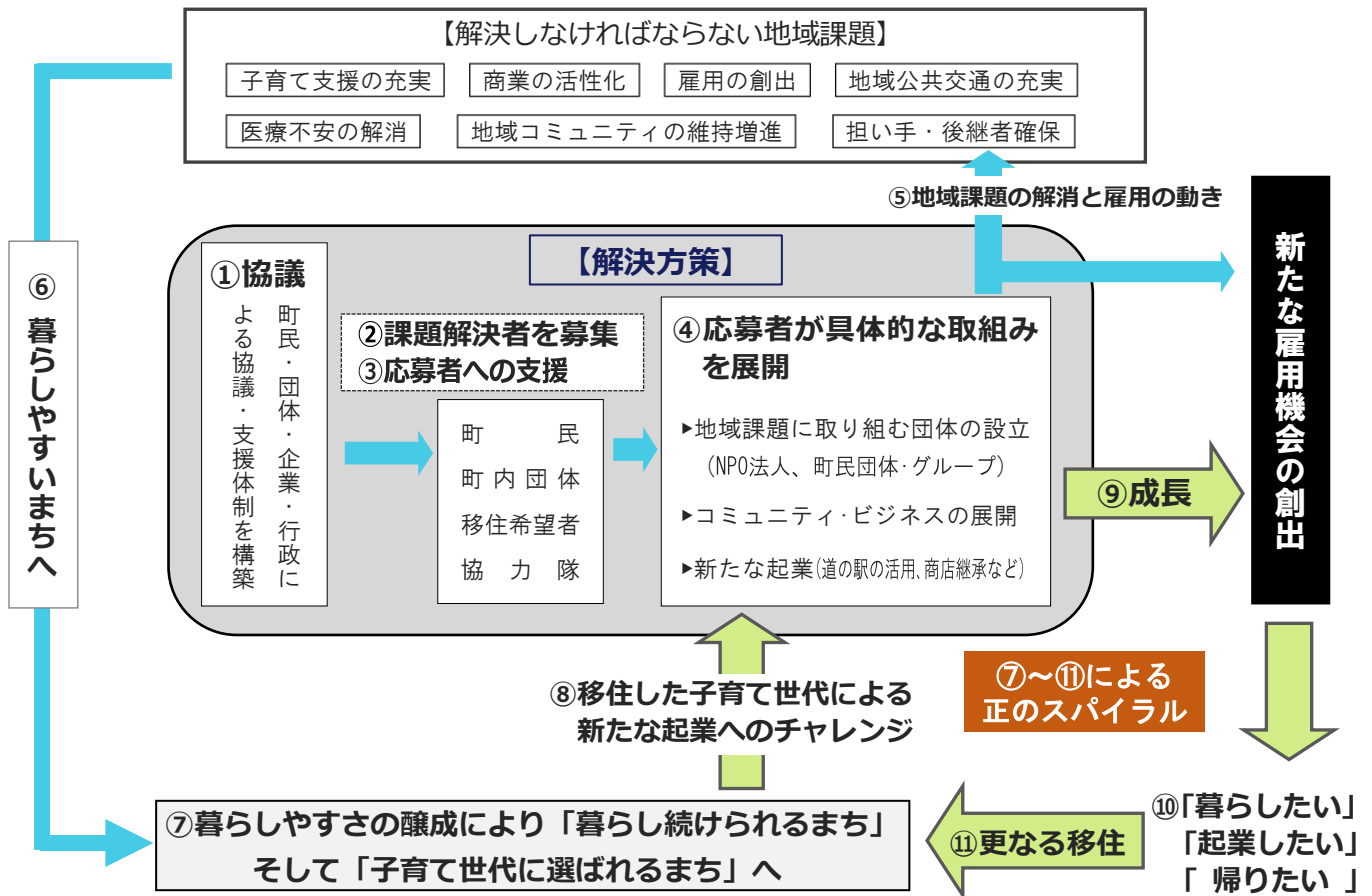 【解決しなければならない地域課題】
子育て支援の充実
商業の活性化
雇用の創出
地域公共交通の充実
医療不安の解消
地域コミュニティの維持増進
担い手・後継者確保
⑤地域課題の解消と雇用の動き
⑥暮らしやすいまちへ
【解決方策】
①協議
町民・団体・企業・行政に
よる協議・支援体制を構築
②課題解決者を募集
③応募者への支援
町民
町内団体
移住希望者
協力隊
④応募者が具体的な取組み
を展開
▶地域課題に取り組む団体の設立
(NPO法人、町民団体・グループ)
▶コミュニティ・ビジネスの展開
▶新たな起業(道の駅の活用、商店継承など)
新たな雇用機会の創出
⑨成長
⑧移住した子育て世代による
新たな起業へのチャレンジ
⑦～⑪による
正のスパイラル
⑦暮らしやすさの醸成により「暮らし続けられるまち」
そして「子育て世代に選ばれるまち」へ
⑪更なる移住
⑩「暮らしたい」
「起業したい」
「帰りたい」